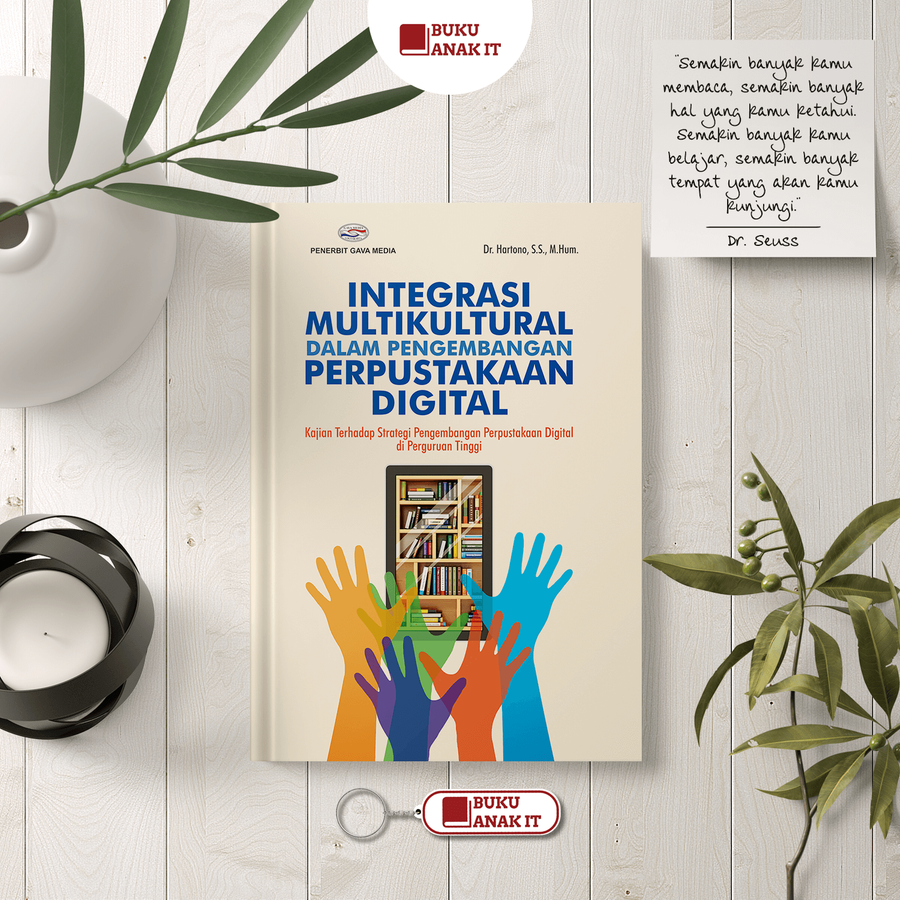 BUKU
ANAK IT
"Semakin banyak kamu
membaca, semakin banyak
hal yang kamu ketahui.
Semakin banyak kamu
belajar, semakin banyak
tempat yang akan kamu
kunjungi."
Dr. Seuss
PENERBIT GAVA MEDIA
Dr. Hartono, S.S., M.Hum.
INTEGRASI
MULTIKULTURAL
DALAM PENGEMBANGAN
PERPUSTAKAAN
DIGITAL
Kajian Terhadap Strategi Pengembangan Perpustakaan Digital
di Perguruan Tinggi
BUKU
ANAK IT